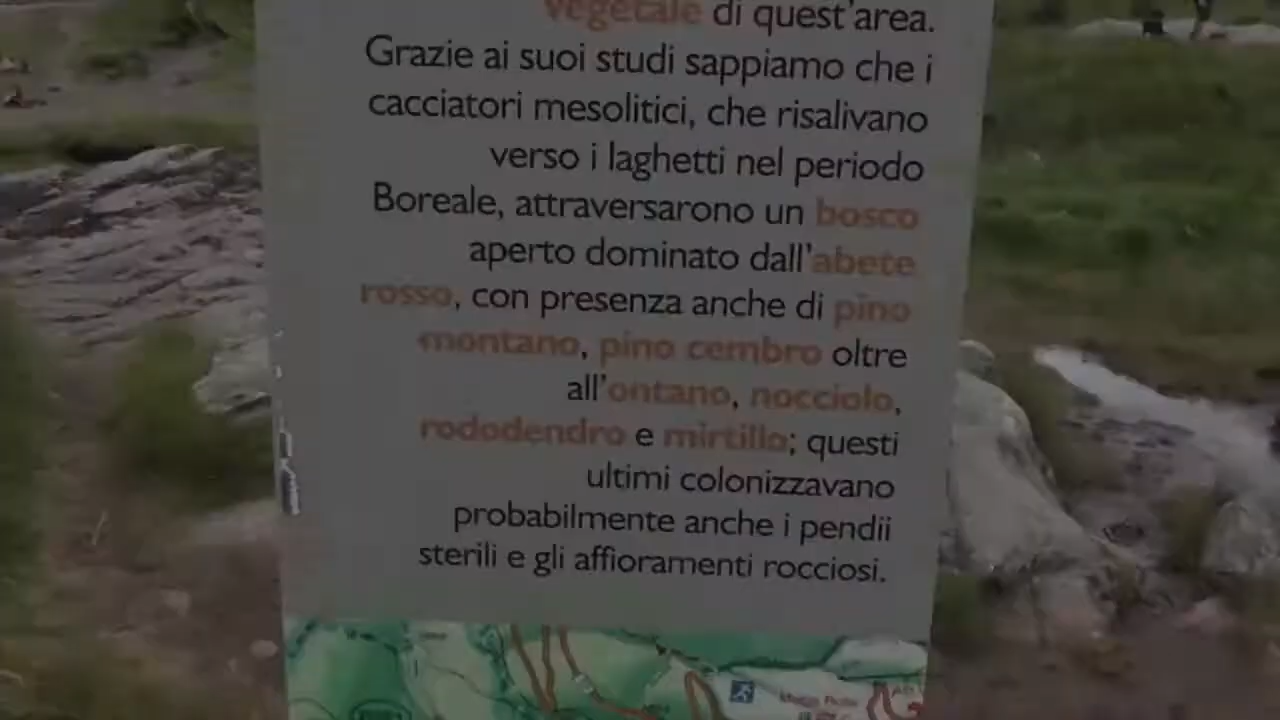 vegetale di quest'area.
Grazie ai suoi studi sappiamo che i
cacciatori mesolitici, che risalivano
verso i laghetti nel periodo
Boreale, attraversarono un bosco
aperto dominato dall'abete
rosso, con presenza anche di pino
montano, pino cembro oltre
all'ontano, nocciolo,
rododendro e mirtillo; questi
ultimi colonizzavano
probabilmente anche i pendii
sterili e gli affioramenti rocciosi.